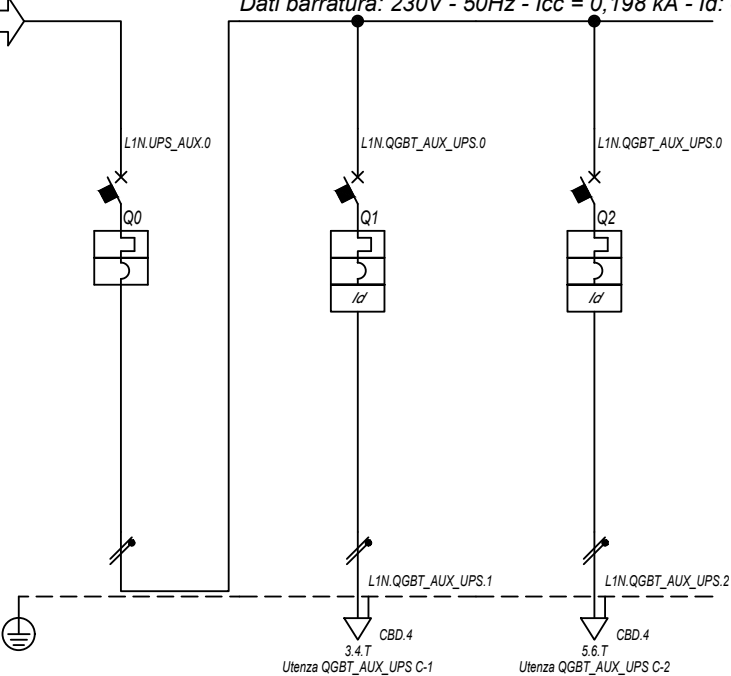 Dati barratura: 230V - 50Hz - Icc = 0,198 kA - Id:
L1N.UPS_AUX.0
L1N.QGBT_AUX_UPS.0
L1N.QGBT_AUX_UPS.0
Q0
Q1
Q2
Id
Id
L1N.QGBT_AUX_UPS.1
L1N.QGBT_AUX_UPS.2
CBD.4
CBD.4
3.4.T
5.6.T
Utenza QGBT_AUX_UPS C-1
Utenza QGBT_AUX_UPS C-2